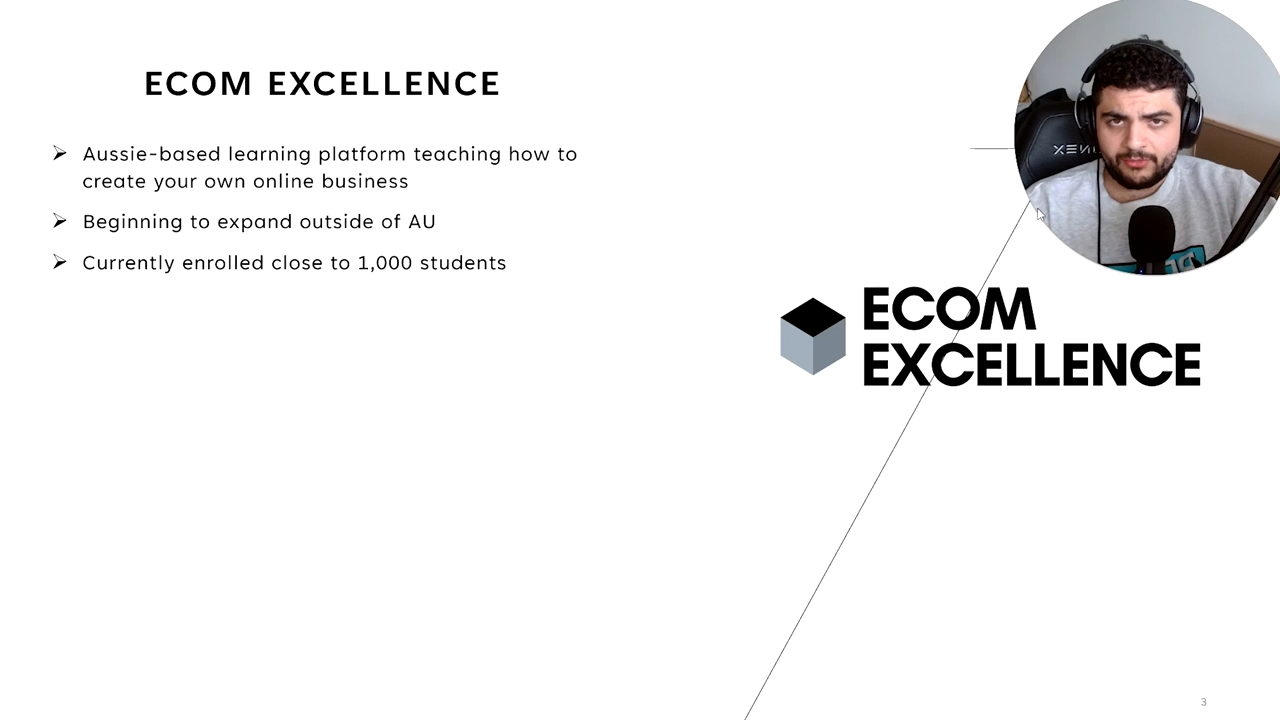 ECOM EXCELLENCE
➢ Aussie-based learning platform teaching how to
create your own online business
➢ Beginning to expand outside of AU
➢ Currently enrolled close to 1,000 students
ECOM
EXCELLENCE
3